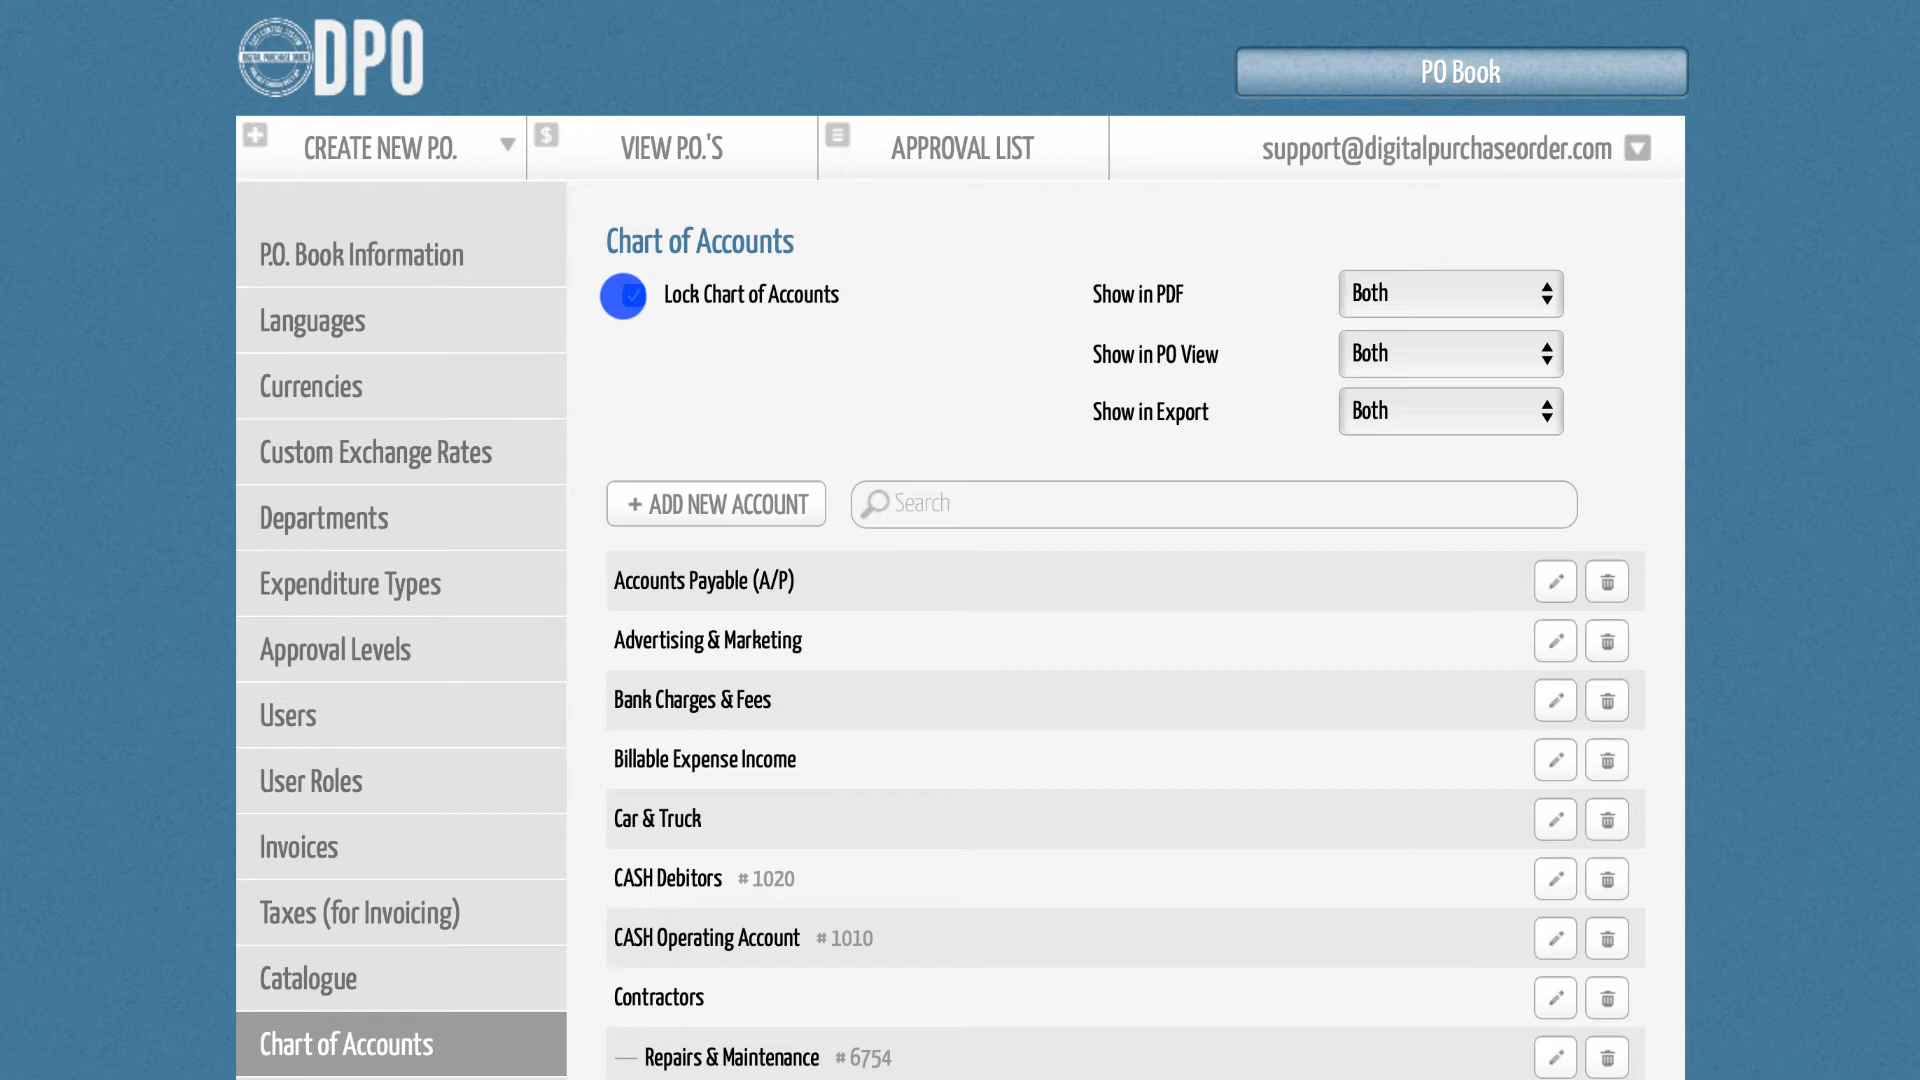 DPO
PO Book
CREATE NEW P.O.
VIEW P.O.'S
APPROVAL LIST
support@digitalpurchaseorder.com
P.O. Book Information
Languages
Currencies
Custom Exchange Rates
Departments
Expenditure Types
Approval Levels
Users
User Roles
Invoices
Taxes (for Invoicing)
Catalogue
Chart of Accounts
Chart of Accounts
Lock Chart of Accounts
Show in PDF Both
Show in PO View Both
Show in Export Both
+ ADD NEW ACCOUNT
Search
Accounts Payable (A/P)
Advertising & Marketing
Bank Charges & Fees
Billable Expense Income
Car & Truck
CASH Debitors # 1020
CASH Operating Account # 1010
Contractors
— Repairs & Maintenance # 6754